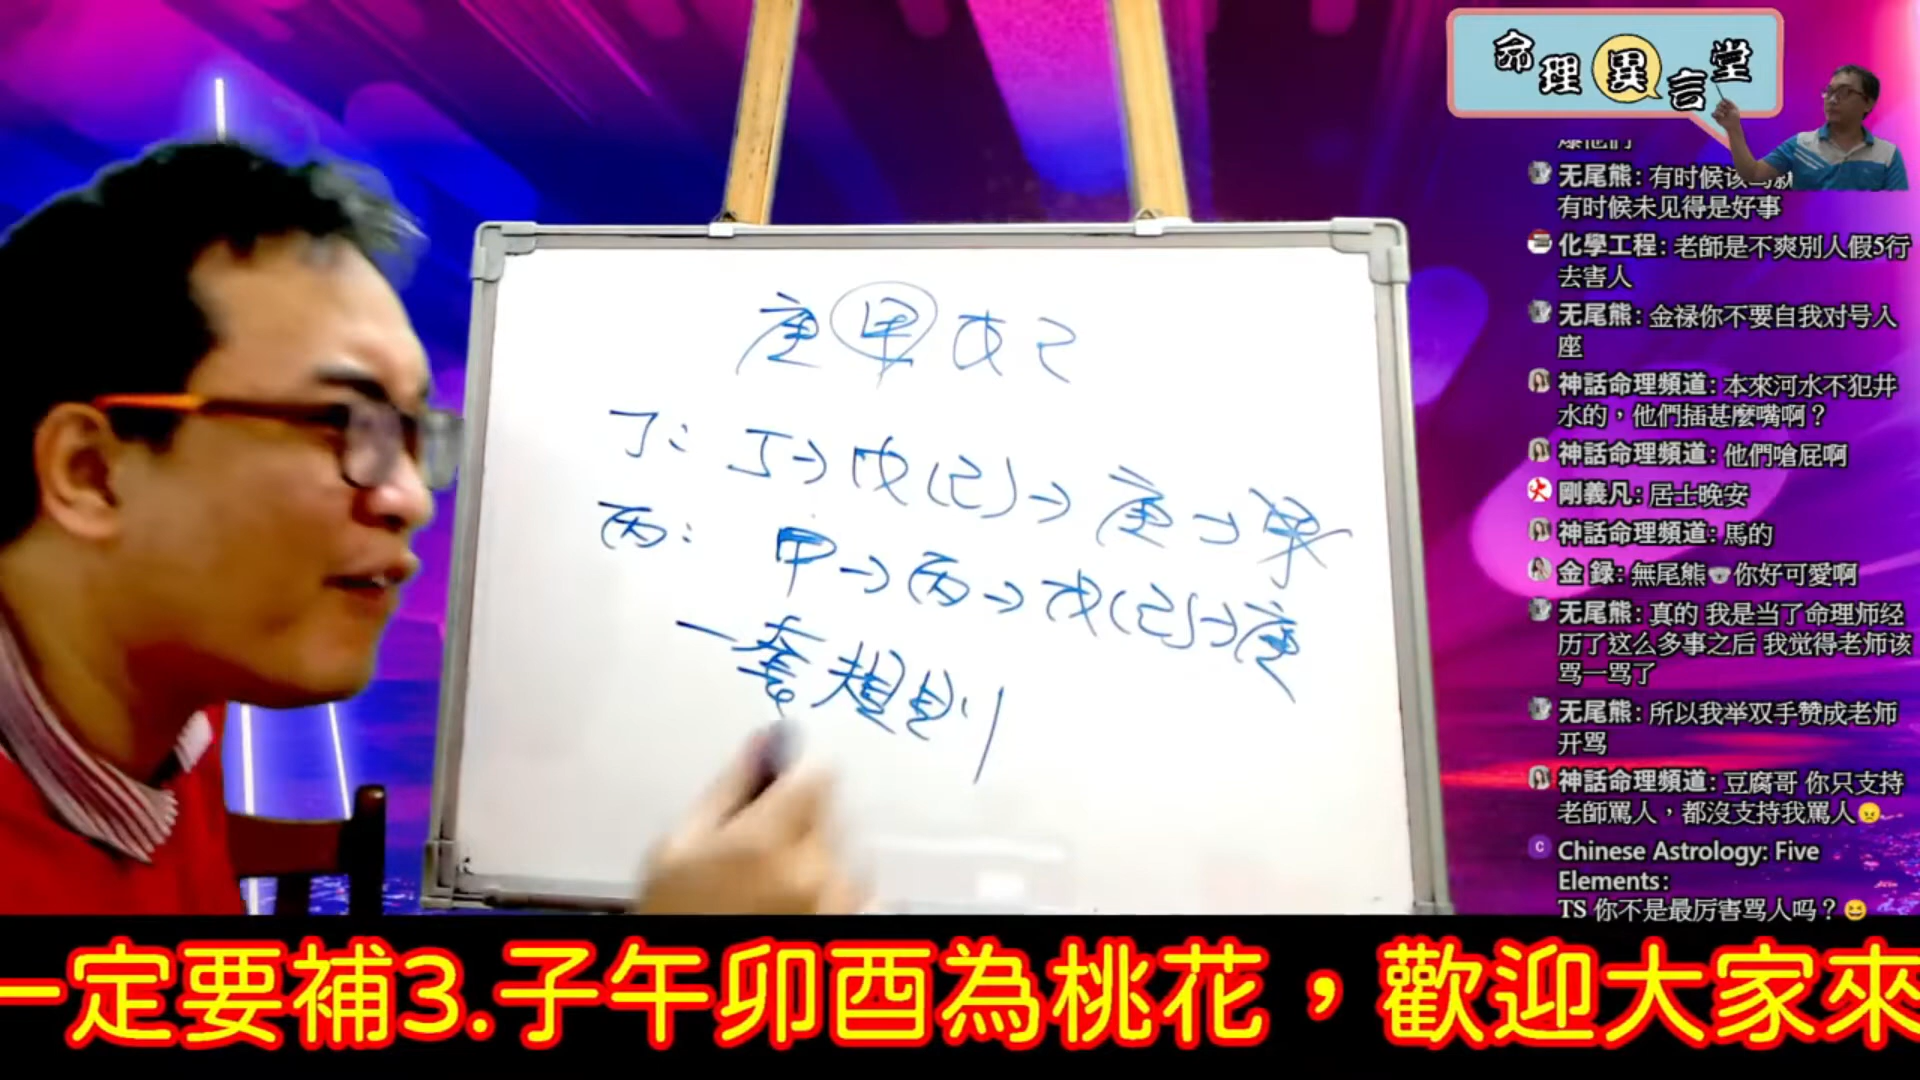 命理異言堂
无尾熊: 有时候该
有时候未见得是好事
化學工程: 老師是不爽別人假5行
去害人
无尾熊: 金禄你不要自我对号入
座
神話命理頻道: 本來河水不犯井
水的，他們插甚麼嘴啊？
神話命理頻道: 他們嗆屁啊
剛義凡: 居士晚安
神話命理頻道: 馬的
金 録: 無尾熊🐨你好可愛啊
无尾熊: 真的 我是当了命理师经
历了这么多事之后 我觉得老师该
骂一骂了
无尾熊: 所以我举双手赞成老师
开骂
神話命理頻道: 豆腐哥 你只支持
老師罵人，都沒支持我罵人😠
Chinese Astrology: Five
Elements:
TS 你不是最厉害骂人吗？😆
庚 甲 戊 己
丁: 丁→戊(己)→庚→癸
丙: 甲→丙→戊(己)→庚
一套規則
一定要補3.子午卯酉為桃花，歡迎大家來